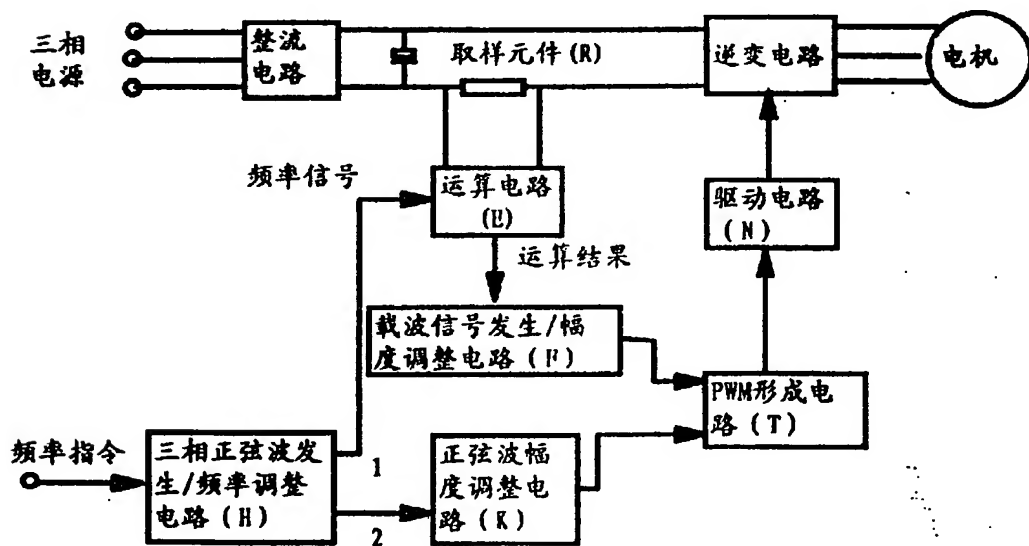 三相
电源
整流
电路
取样元件(R)
逆变电路
电机
频率信号
运算电路
(E)
驱动电路
(N)
运算结果
载波信号发生/幅
度调整电路(F)
PWM形成电
路(T)
频率指令
三相正弦波发
生/频率调整
电路(H)
1
2
正弦波幅
度调整电
路(K)